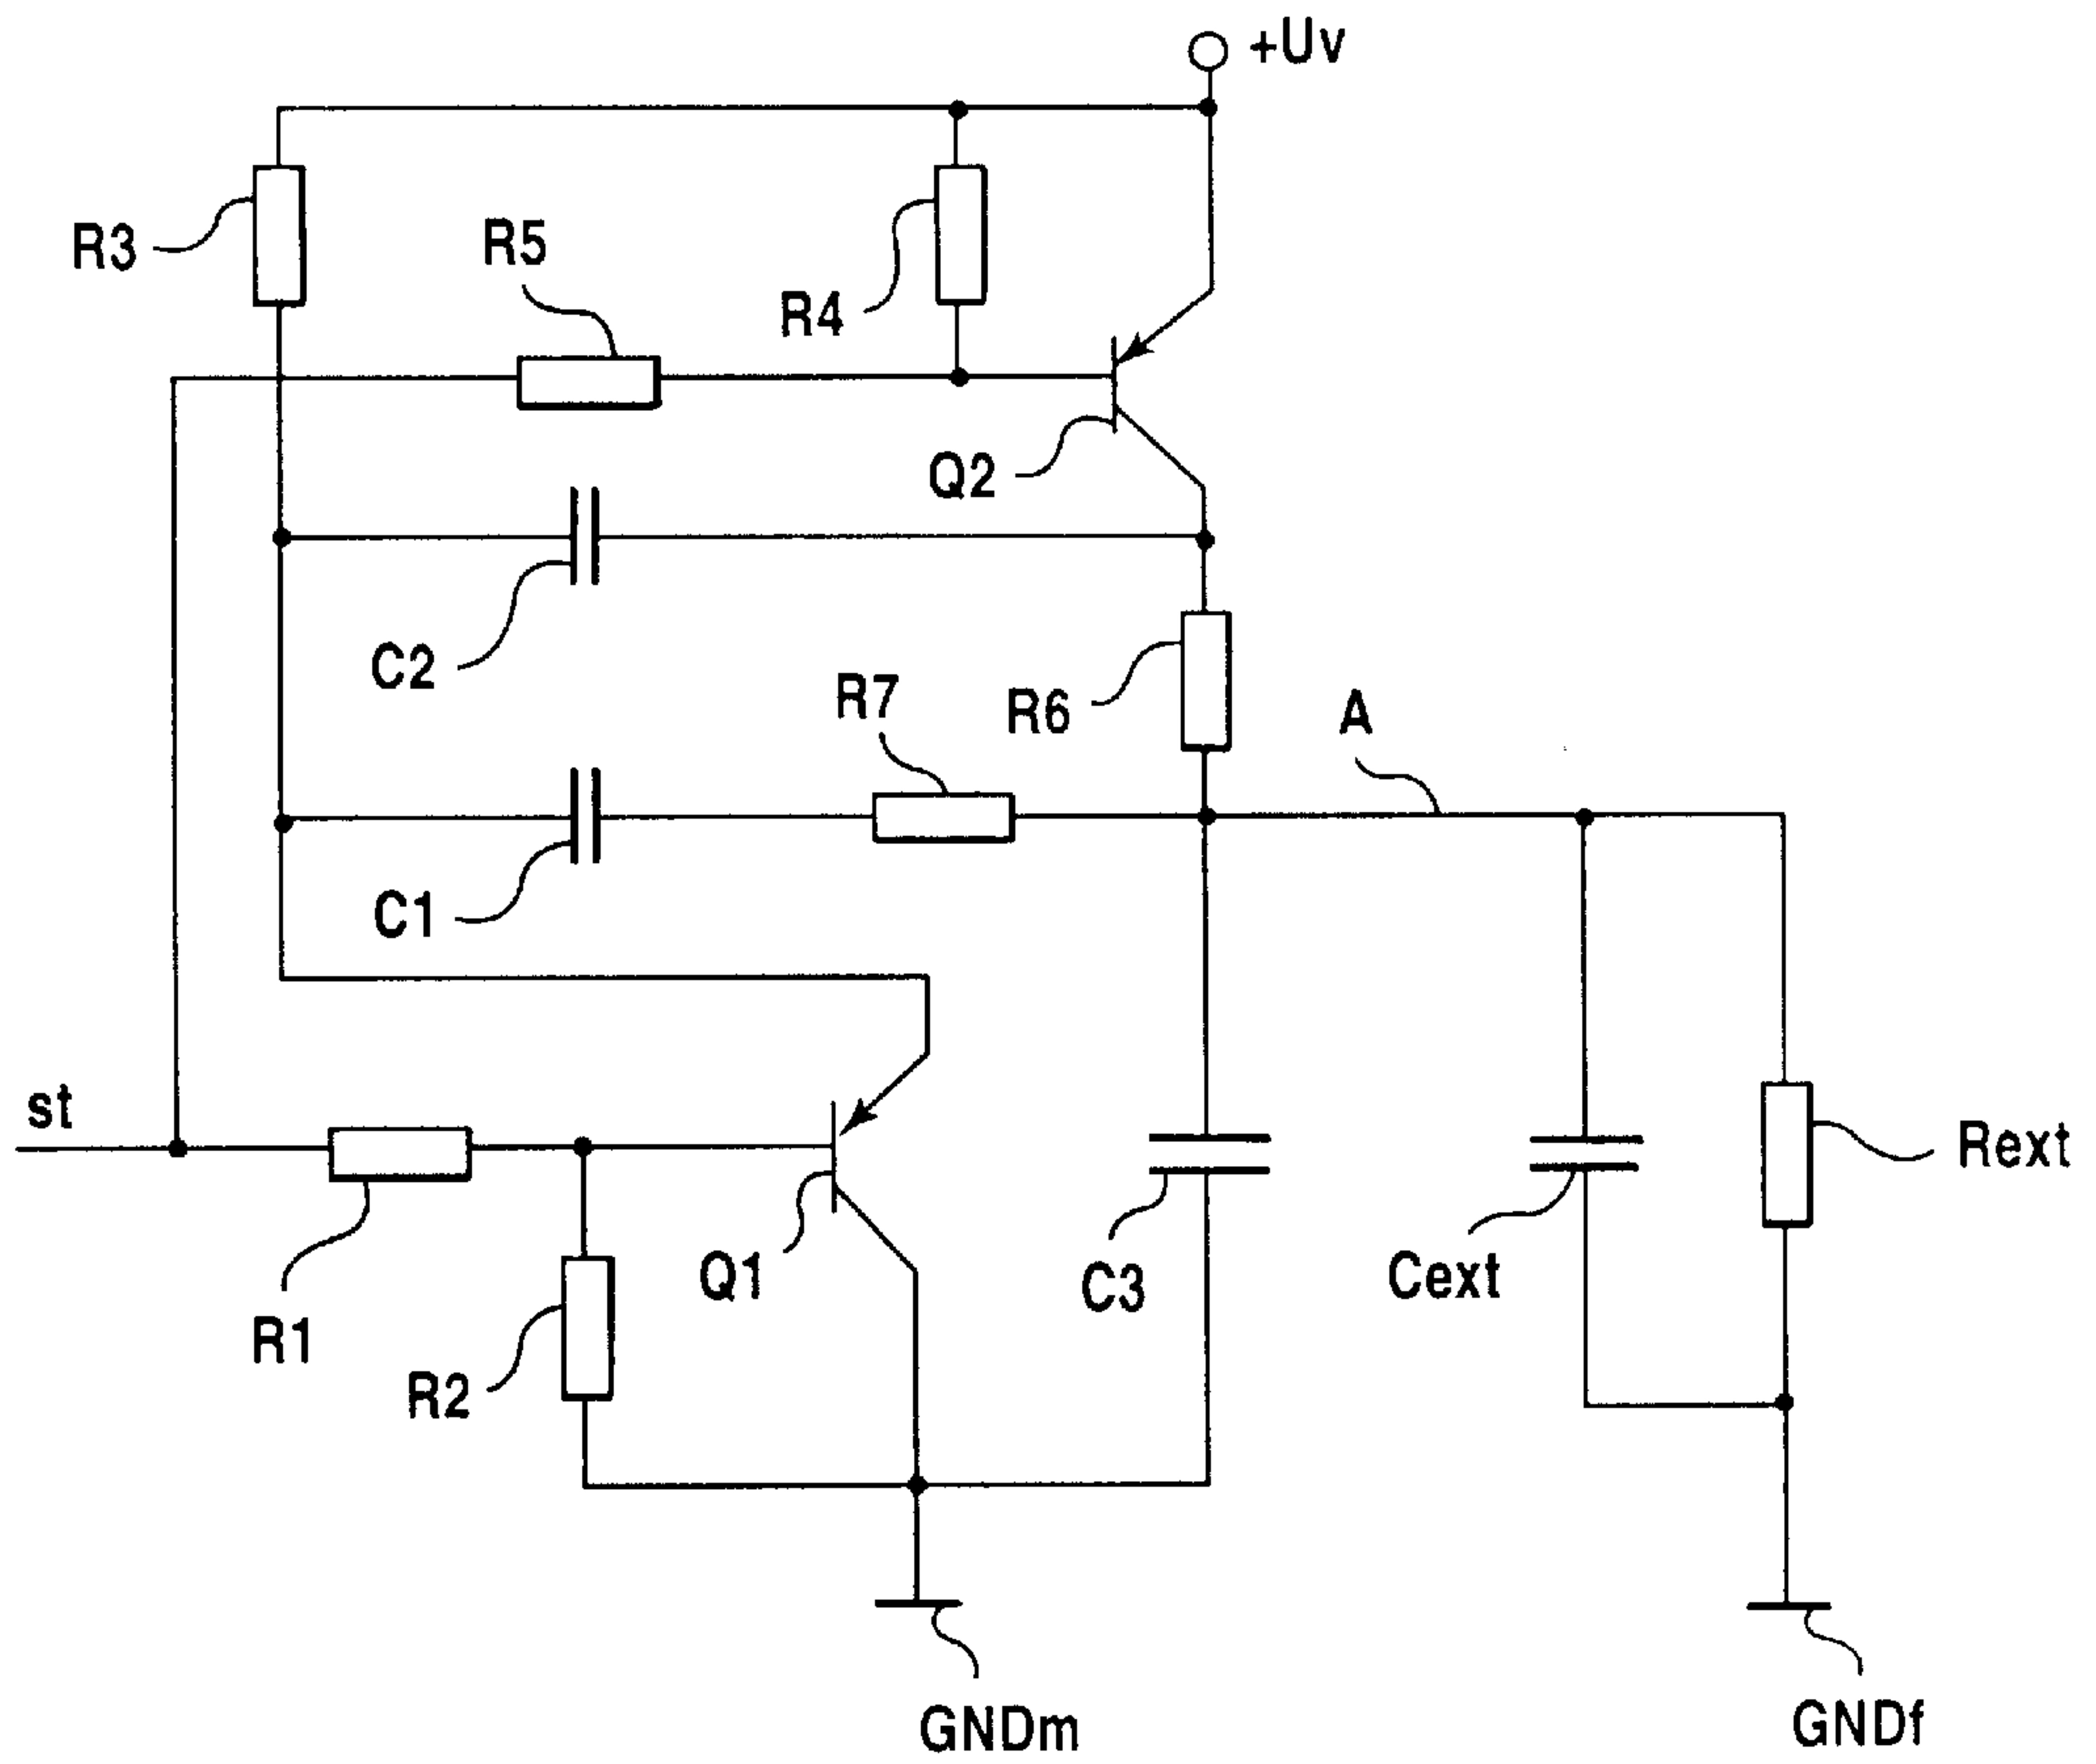 +Uv
R3
R5
R4
Q2
C2
R7
R6
A
C1
st
Rext
R1
Q1
C3
Cext
R2
GNDm
GNDf